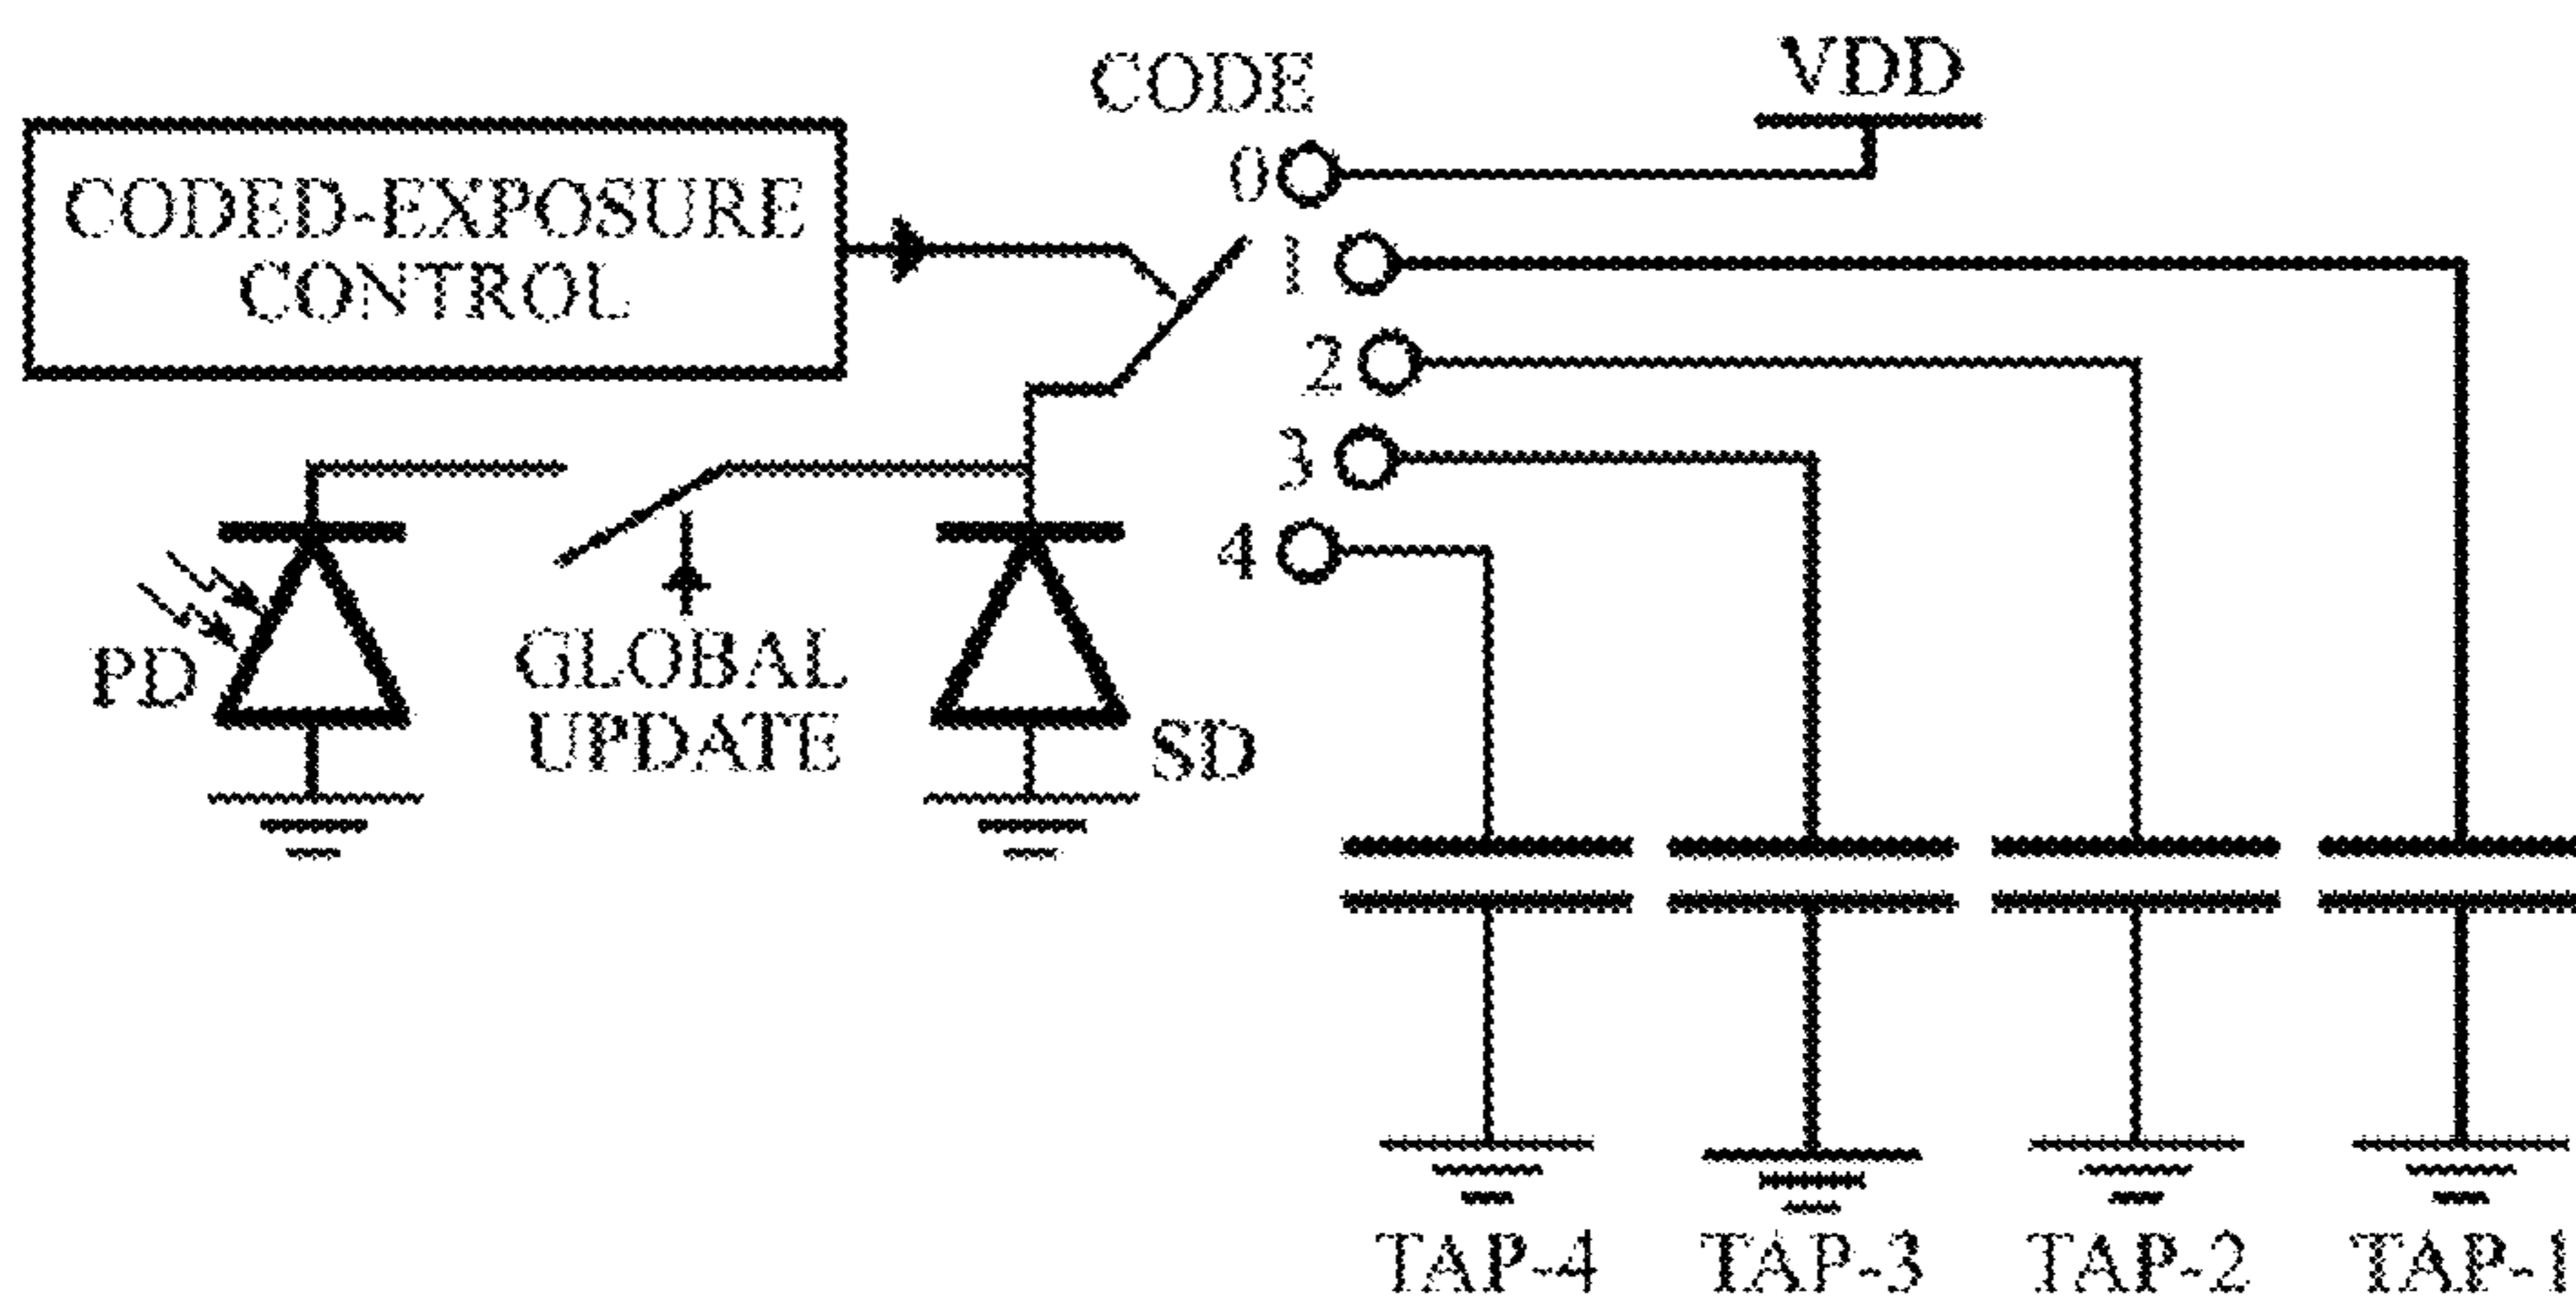 CODE
VDD
CODED-EXPOSURE
CONTROL
0
1
2
3
4
PD
GLOBAL
UPDATE
SD
TAP-4
TAP-3
TAP-2
TAP-1